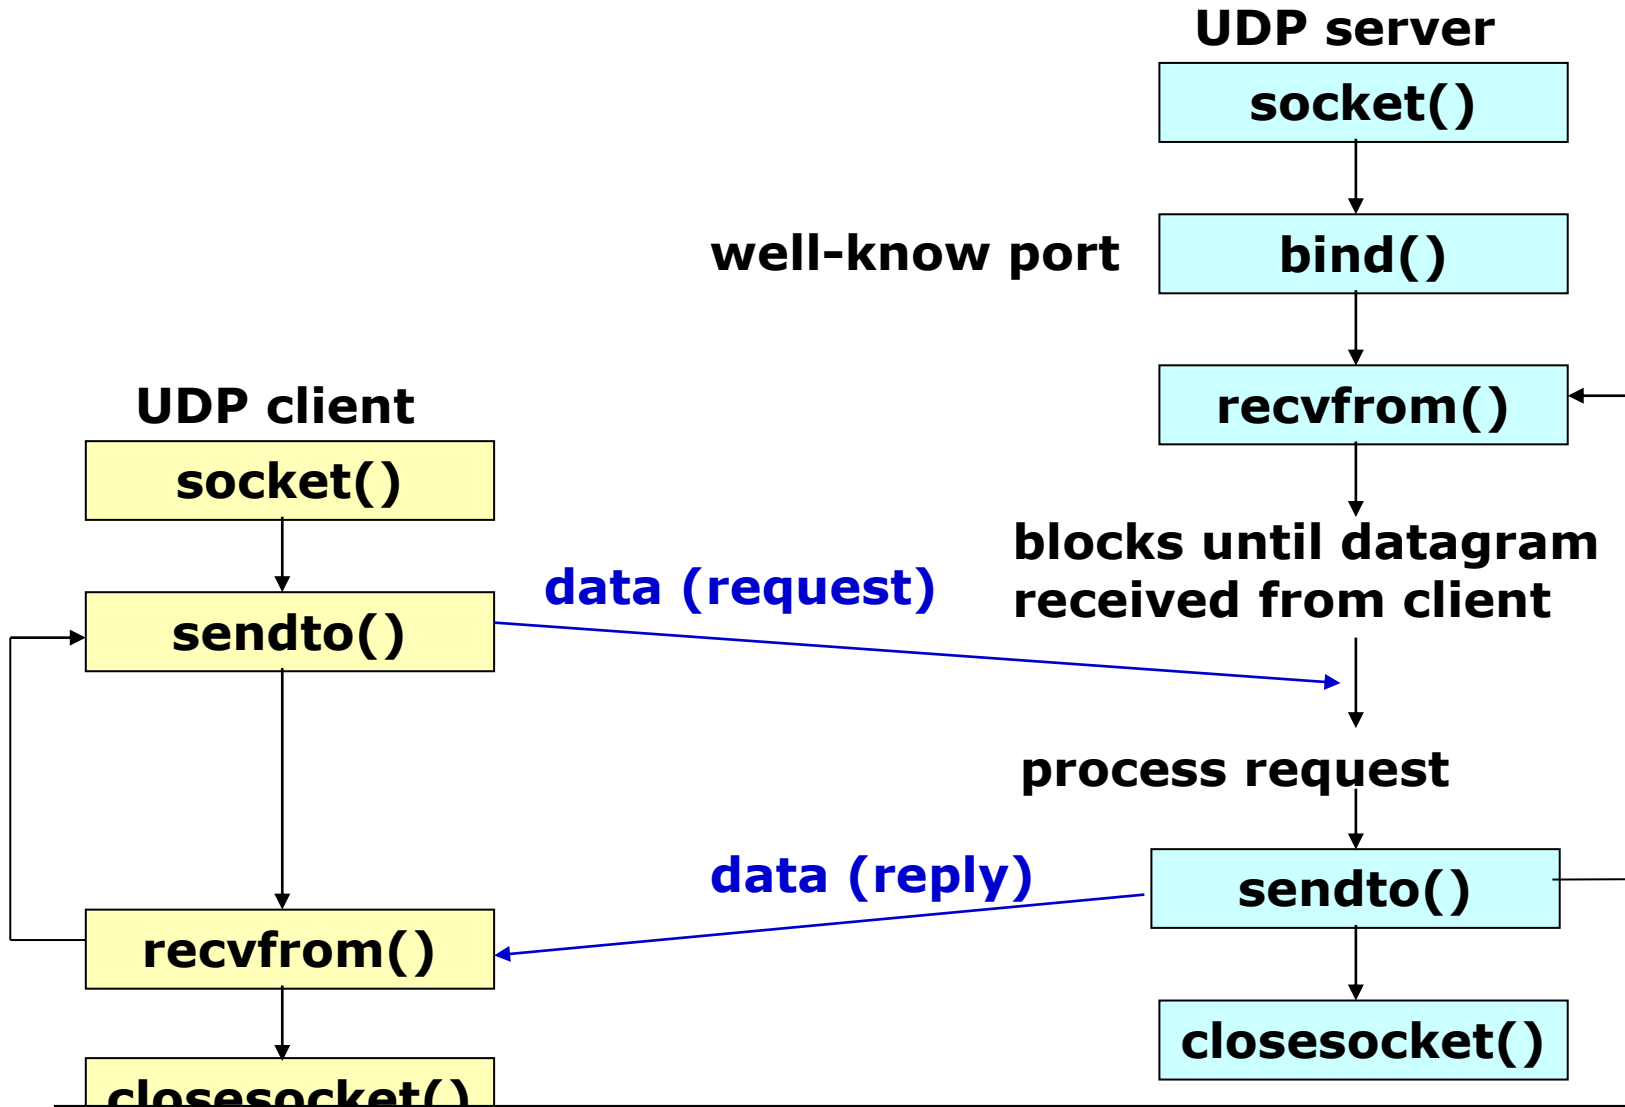 UDP server
socket()
well-know port
bind()
recvfrom()
UDP client
socket()
blocks until datagram
received from client
data (request)
sendto()
process request
data (reply)
sendto()
recvfrom()
closesocket()
closesocket()